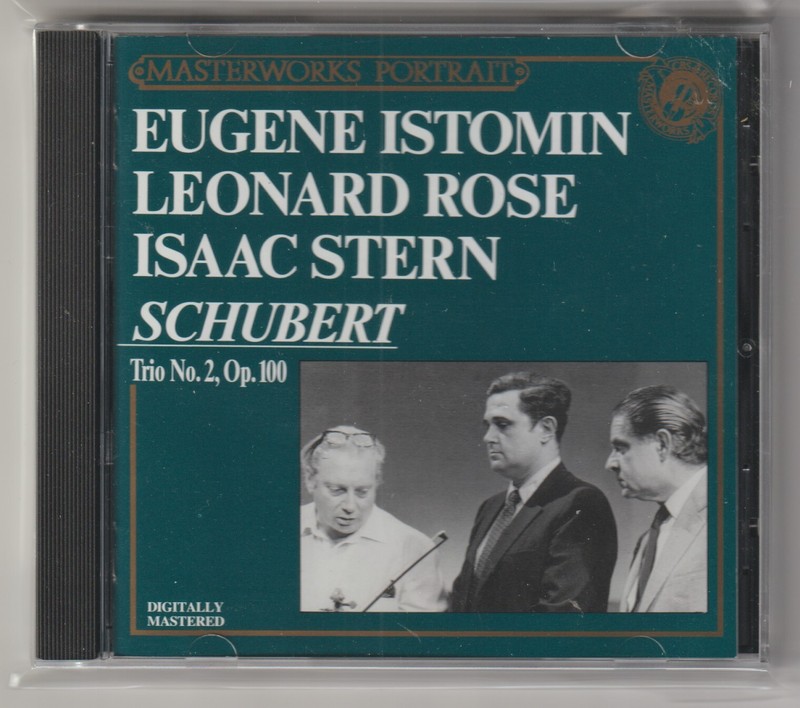 MASTERWORKS PORTRAIT
EUGENE ISTOMIN
LEONARD ROSE
ISAAC STERN
SCHUBERT
Trio No. 2, Op. 100
DIGITALLY
MASTERED